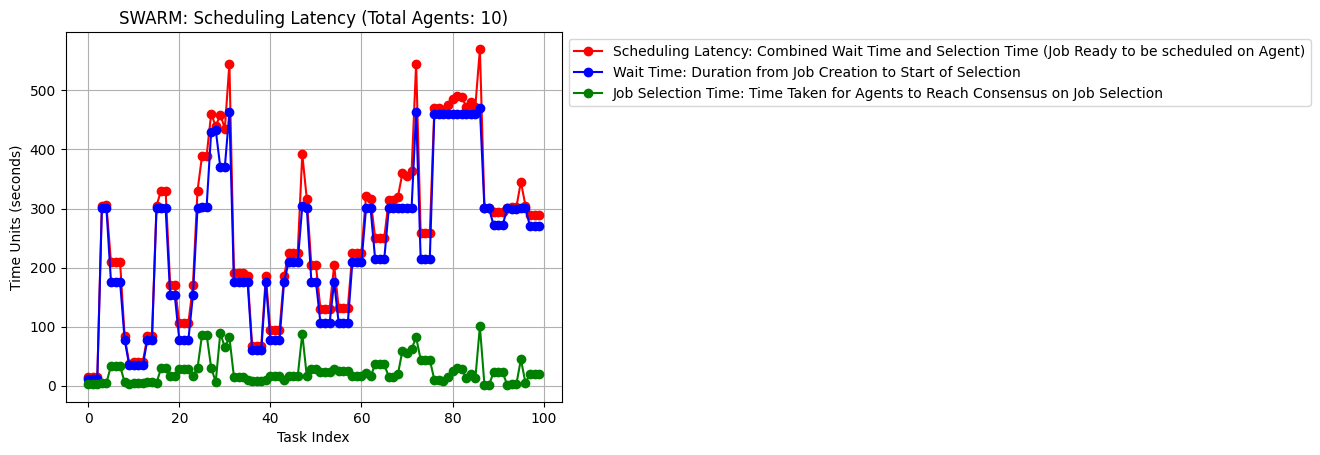 SWARM: Scheduling Latency (Total Agents: 10)
Scheduling Latency: Combined Wait Time and Selection Time (Job Ready to be scheduled on Agent)
Wait Time: Duration from Job Creation to Start of Selection
Job Selection Time: Time Taken for Agents to Reach Consensus on Job Selection
Time Units (seconds)
500
400
300
200
100
0
0 20 40 60 80 100
Task Index